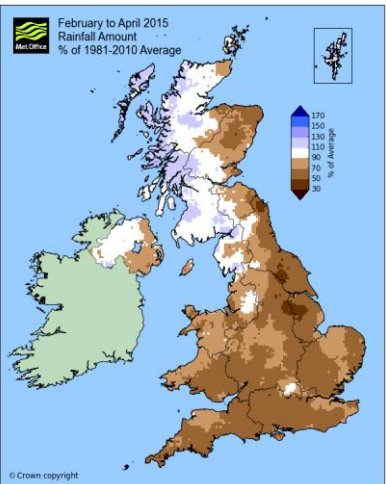 Met Office
February to April 2015
Rainfall Amount
% of 1981-2010 Average
170
150
130
110
90
70
50
30
% of Average
© Crown copyright